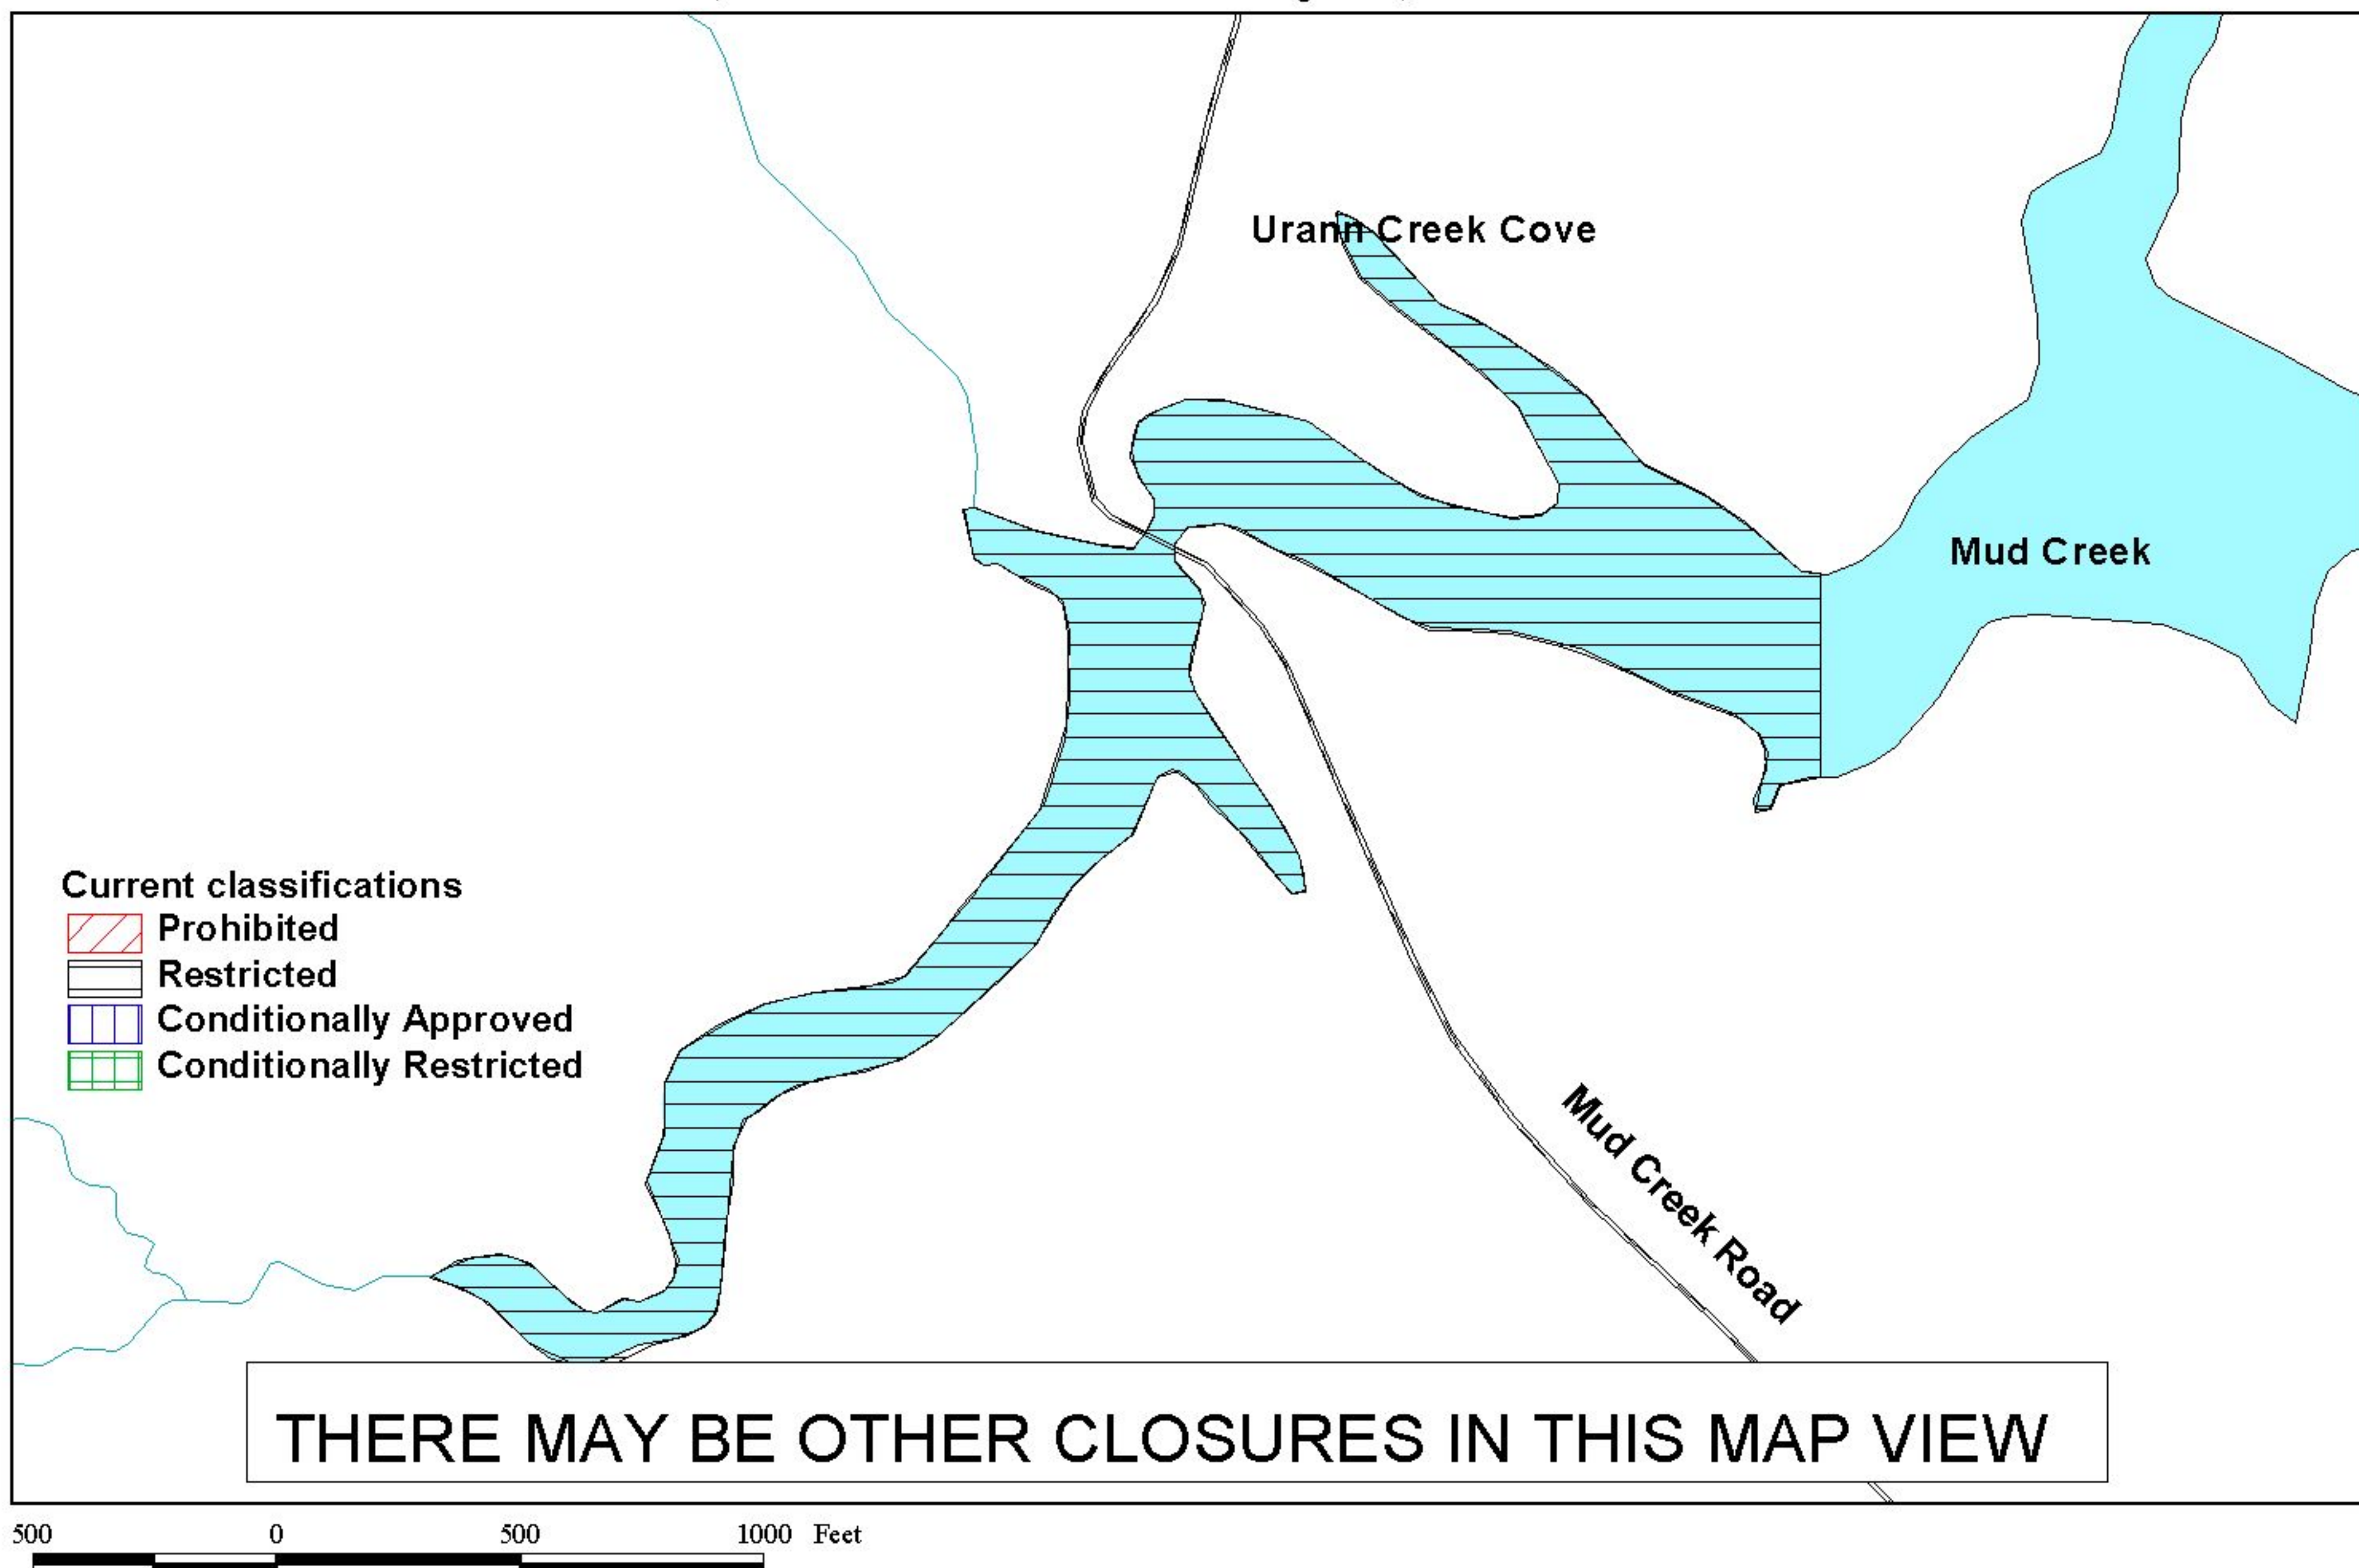 Urann Creek Cove
Mud Creek
Current classifications
Prohibited
Restricted
Conditionally Approved
Conditionally Restricted
Mud Creek Road
THERE MAY BE OTHER CLOSURES IN THIS MAP VIEW
500 0 500 1000 Feet